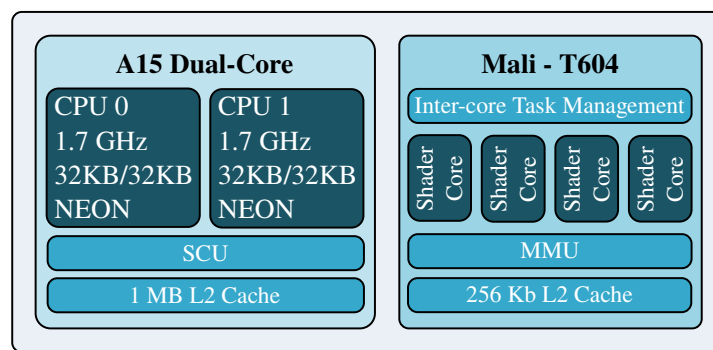 A15 Dual-Core
CPU 0
1.7 GHz
32KB/32KB
NEON
CPU 1
1.7 GHz
32KB/32KB
NEON
SCU
1 MB L2 Cache
Mali - T604
Inter-core Task Management
Shader
Core
Shader
Core
Shader
Core
Shader
Core
MMU
256 Kb L2 Cache